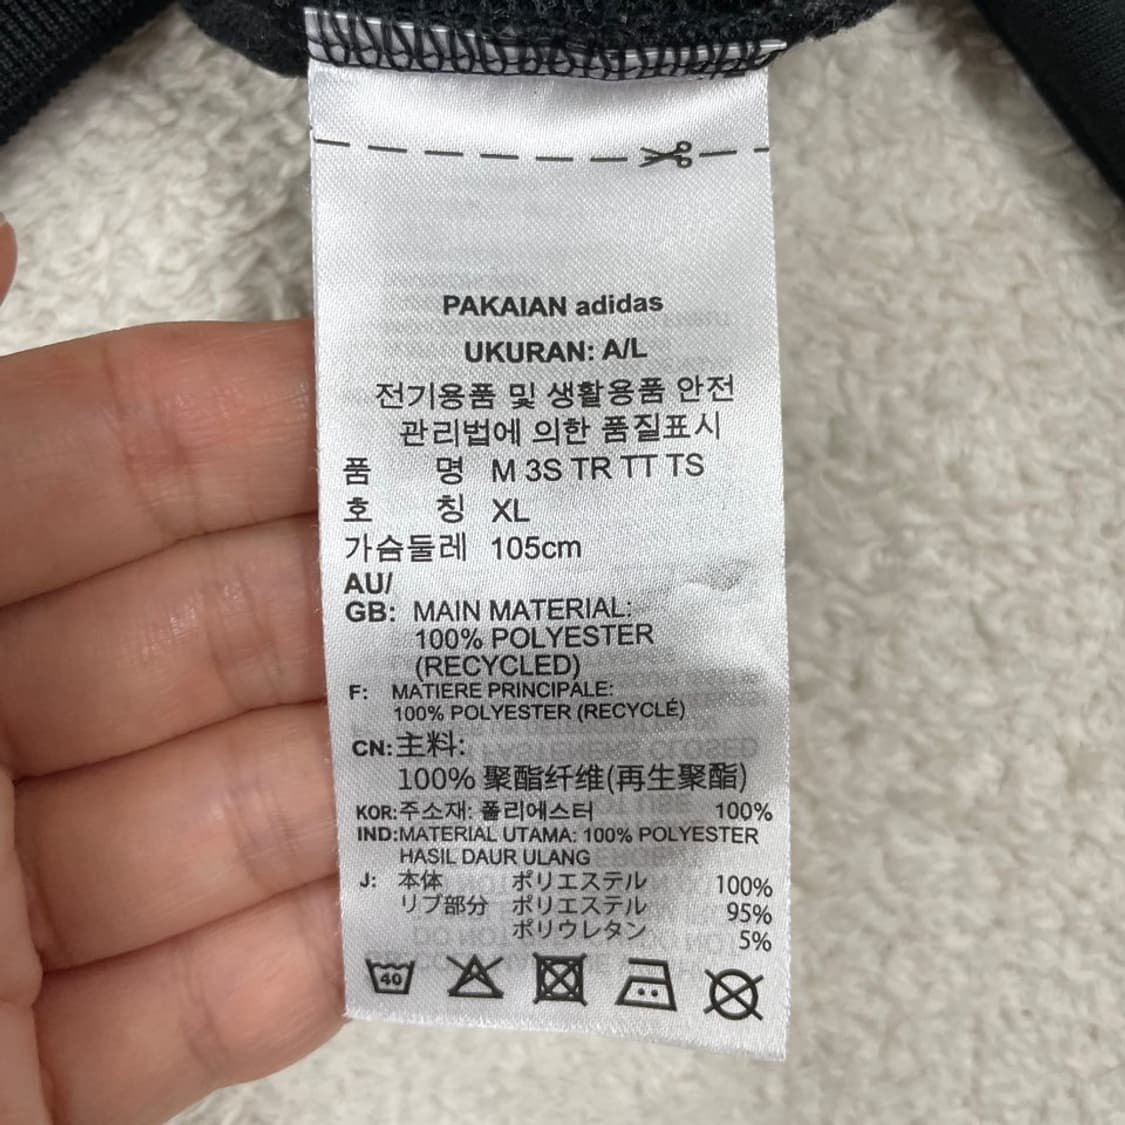 PAKAIAN adidas
UKURAN: A/L
전기용품 및 생활용품 안전
관리법에 의한 품질표시
품 명 M 3S TR TT TS
호 칭 XL
가슴둘레 105cm
AU/
GB: MAIN MATERIAL:
100% POLYESTER
(RECYCLED)
F: MATIERE PRINCIPALE:
100% POLYESTER (RECYCLÉ)
CN:主料:
100% 聚酯纤维(再生聚酯)
KOR:주소재: 폴리에스터 100%
IND:MATERIAL UTAMA: 100% POLYESTER
HASIL DAUR ULANG
J: 本体 ポリエステル 100%
リブ部分 ポリエステル 95%
ポリウレタン 5%
40